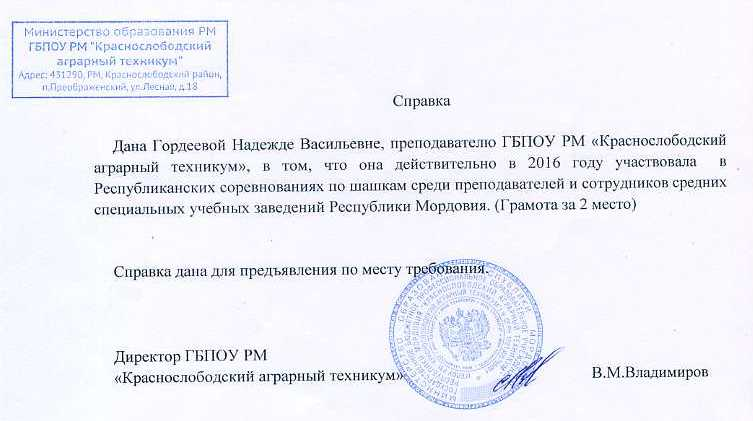 Министерство образования РМ
ГБПОУ РМ "Краснослободский
аграрный техникум"
Адрес: 431290, РМ, Краснослободский район,
п.Преображенский, ул.Лесная, д.18
Справка
Дана Гордеевой Надежде Васильевне, преподавателю ГБПОУ РМ «Краснослободский
аграрный техникум», в том, что она действительно в 2016 году участвовала в
Республиканских соревнованиях по шашкам среди преподавателей и сотрудников средних
специальных учебных заведений Республики Мордовия. (Грамота за 2 место)
Справка дана для предъявления по месту требования.
Директор ГБПОУ РМ
«Краснослободский аграрный техникум»
В.М.Владимиров